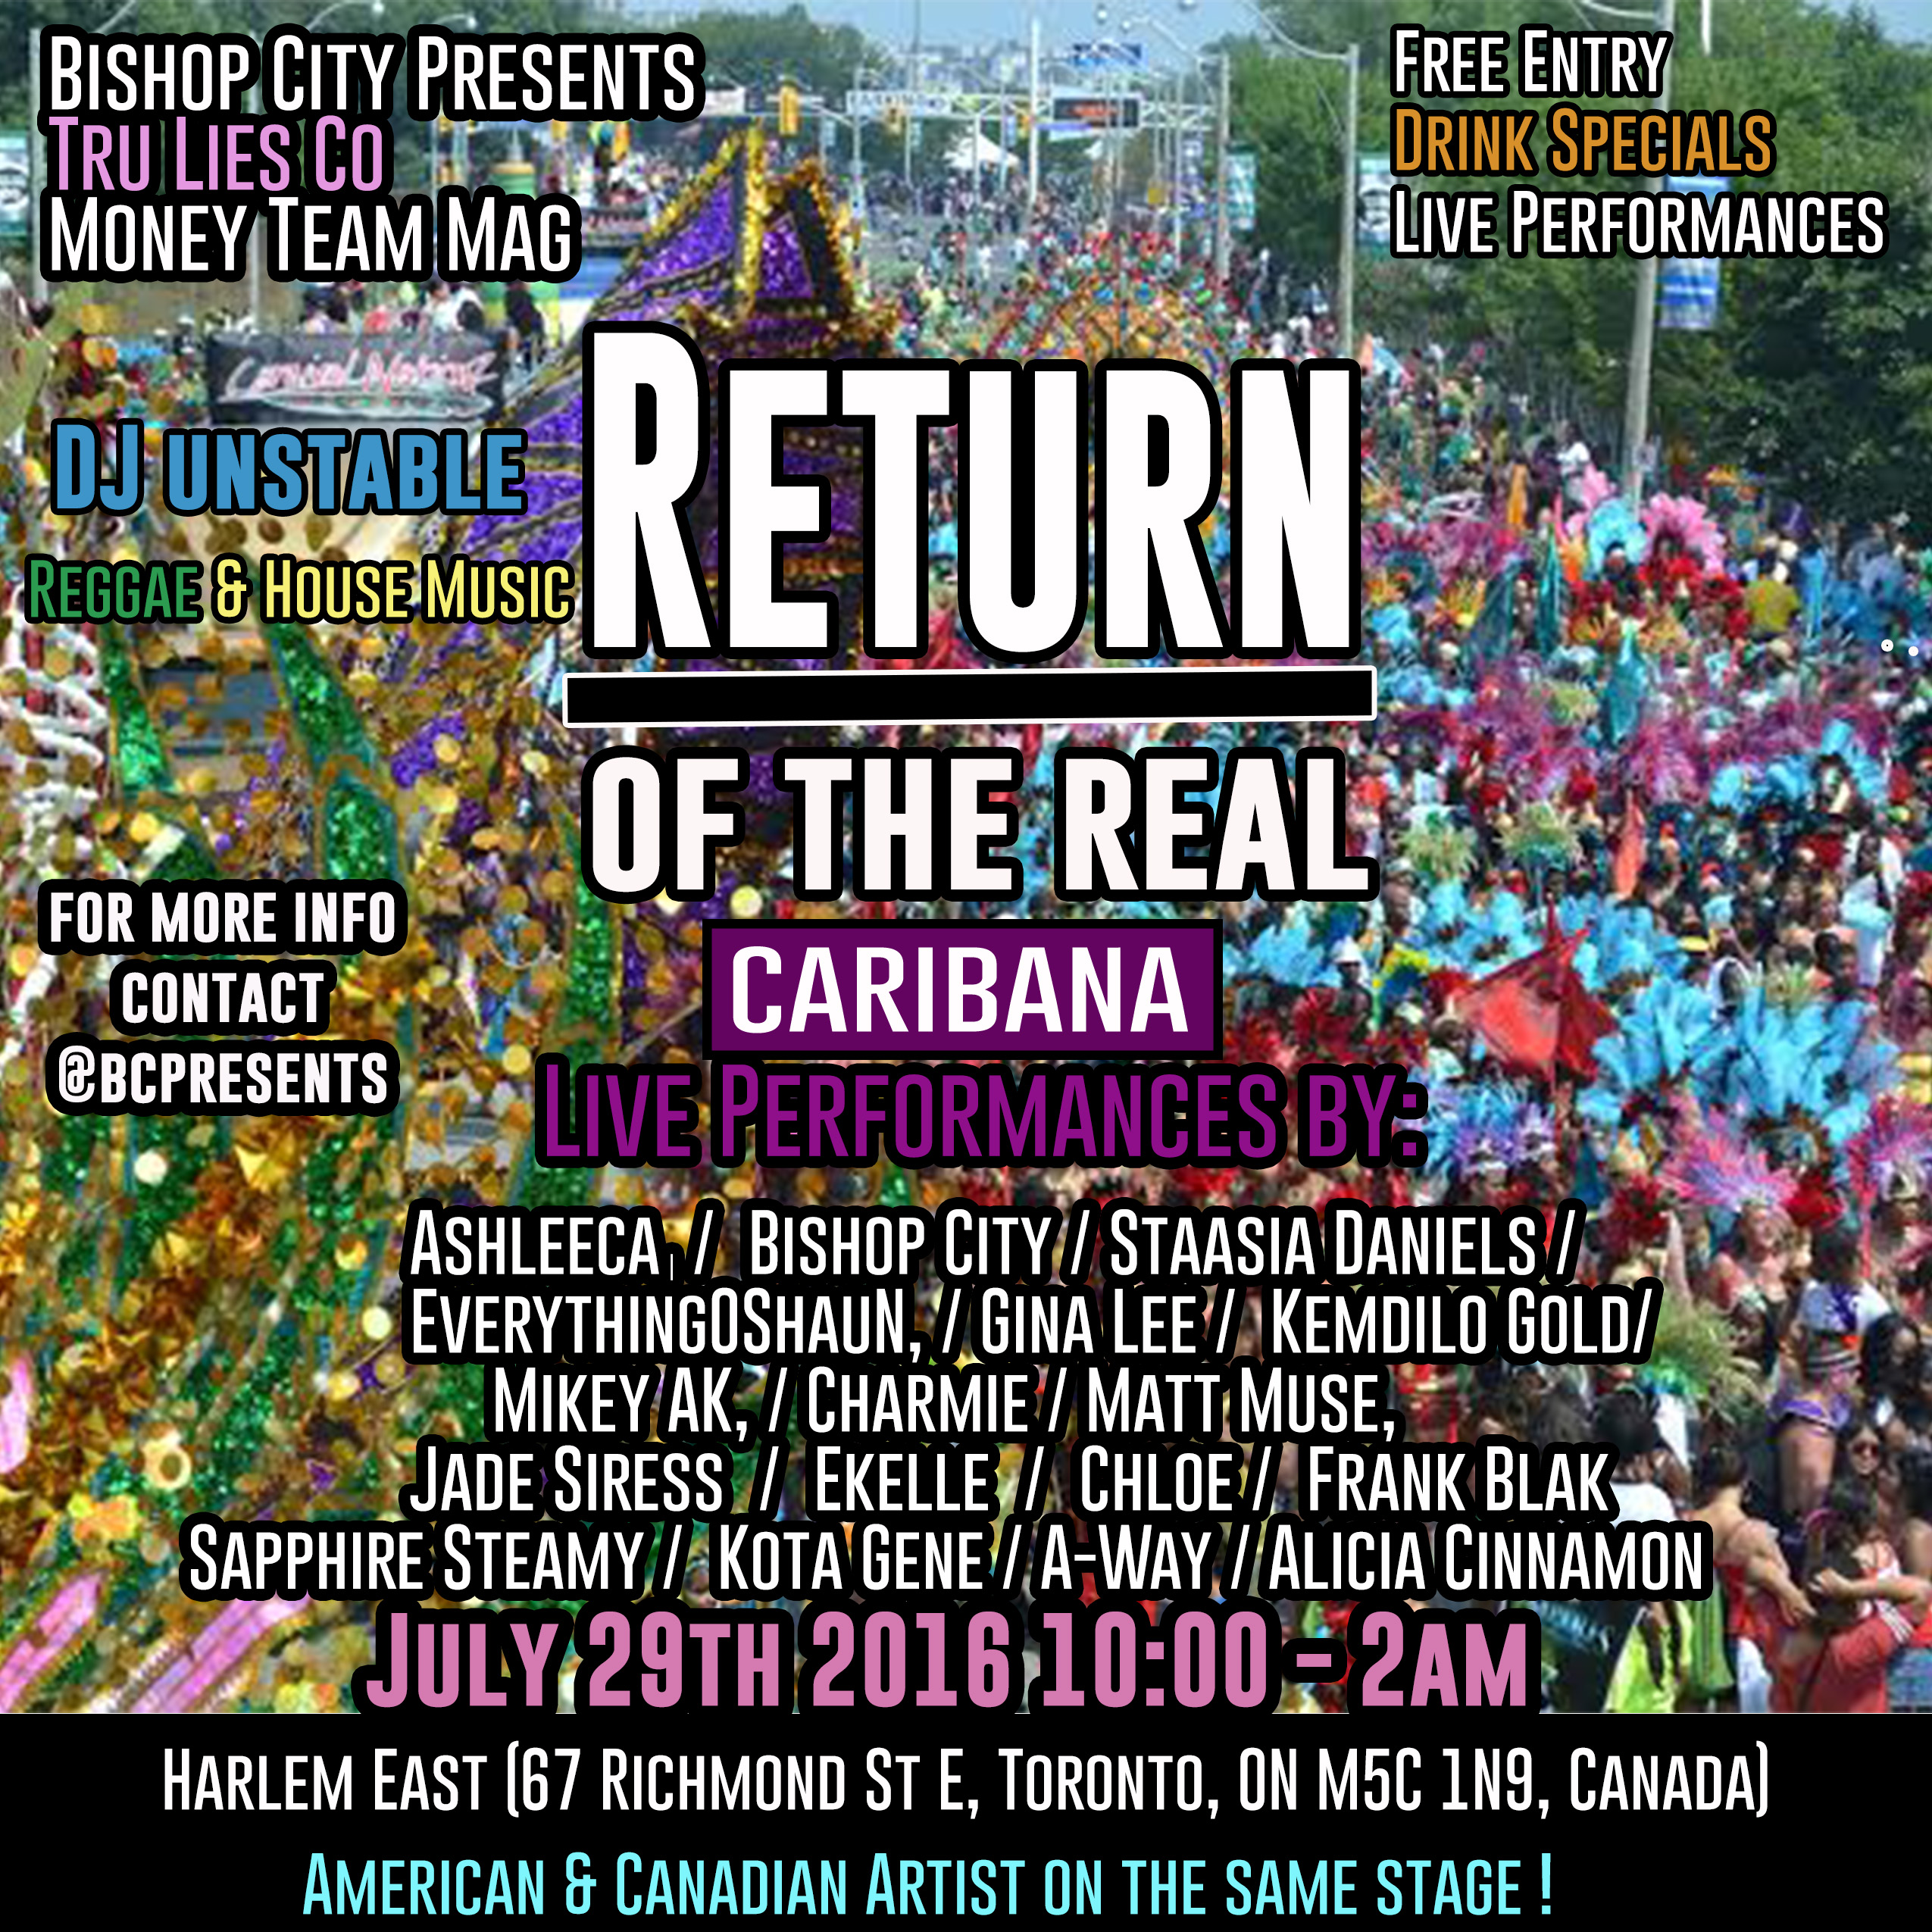 Bishop City Presents
Tru Lies Co
Money Team Mag
Free Entry
Drink Specials
Live Performances
DJ unstable
Reggae & House Music
Return
of the real
CARIBANA
for more info
contact
@bcpresents
Live Performances by:
Ashleeca, / Bishop City / Staasia Daniels /
EverythingOShauN, / Gina Lee / Kemdilo Gold/
Mikey AK, / Charmie / Matt Muse,
Jade Siress / Ekelle / Chloe / Frank Blak
Sapphire Steamy / Kota Gene / A-Way / Alicia Cinnamon
July 29th 2016 10:00 - 2am
Harlem East (67 Richmond St E, Toronto, ON M5C 1N9, Canada)
American & Canadian Artist on the same stage !